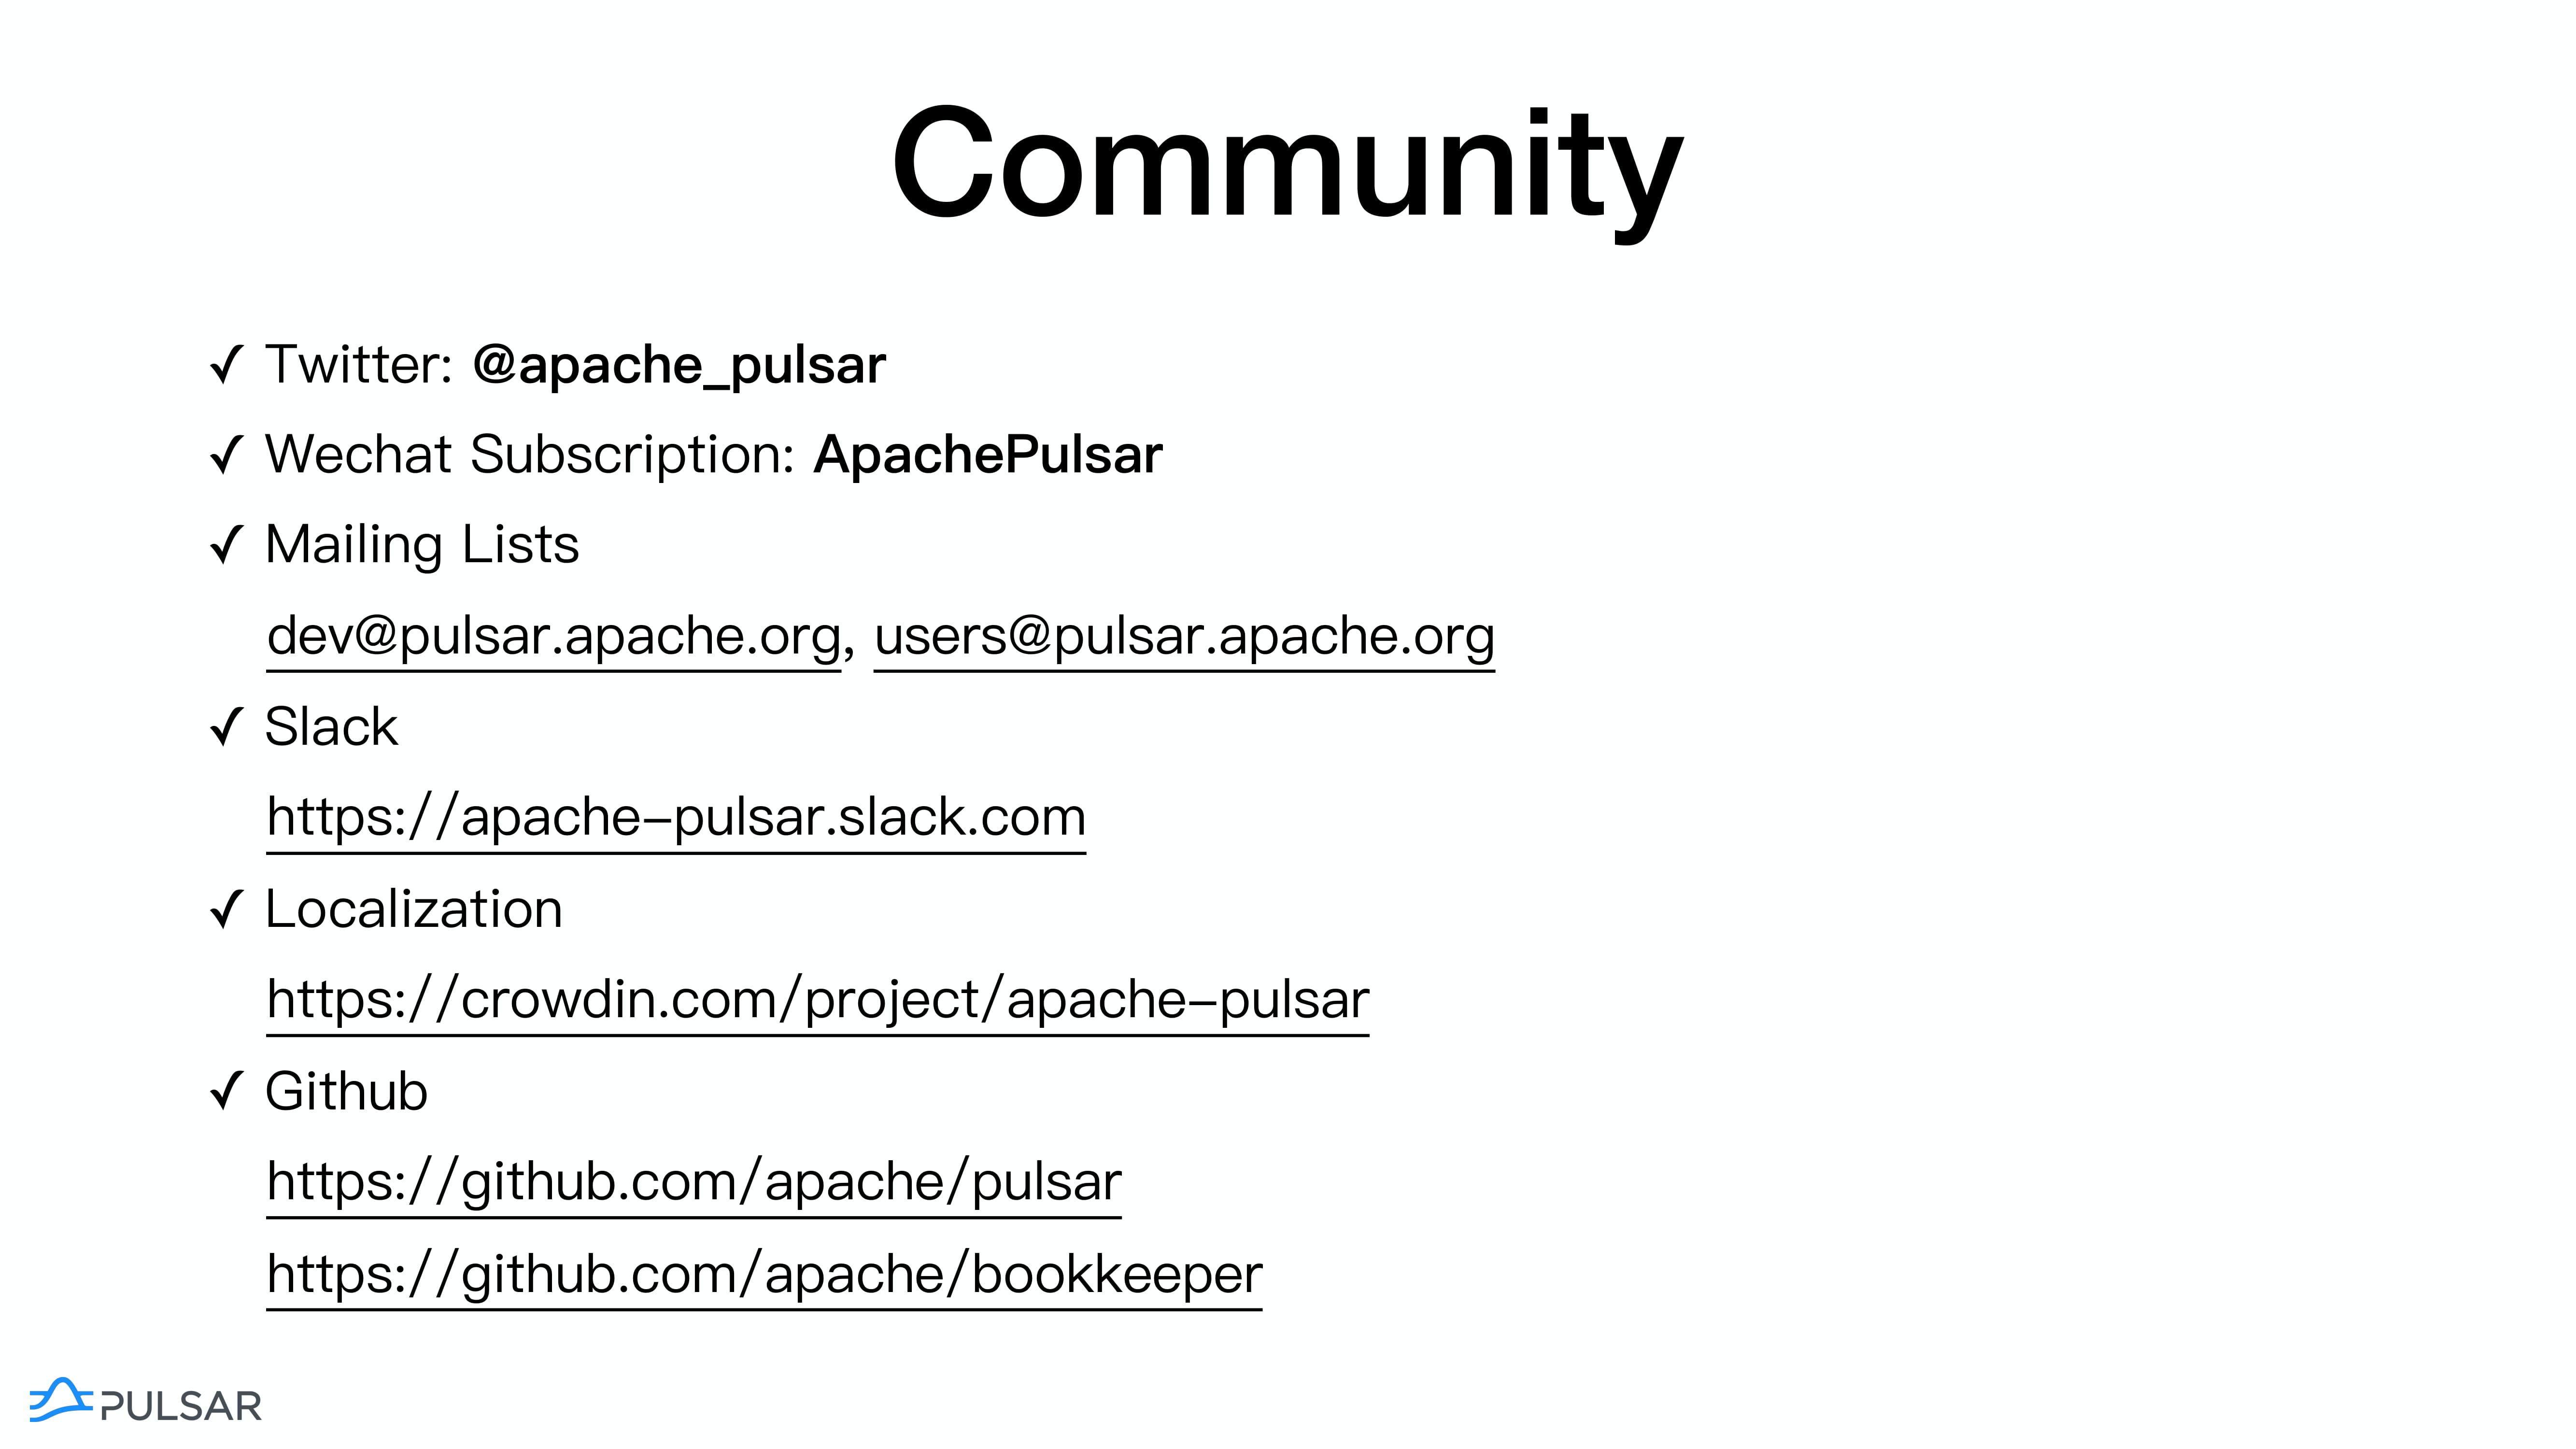 Community
✓ Twitter: @apache_pulsar
✓ Wechat Subscription: ApachePulsar
✓ Mailing Lists
dev@pulsar.apache.org, users@pulsar.apache.org
✓ Slack
https://apache-pulsar.slack.com
✓ Localization
https://crowdin.com/project/apache-pulsar
✓ Github
https://github.com/apache/pulsar
https://github.com/apache/bookkeeper
PULSAR